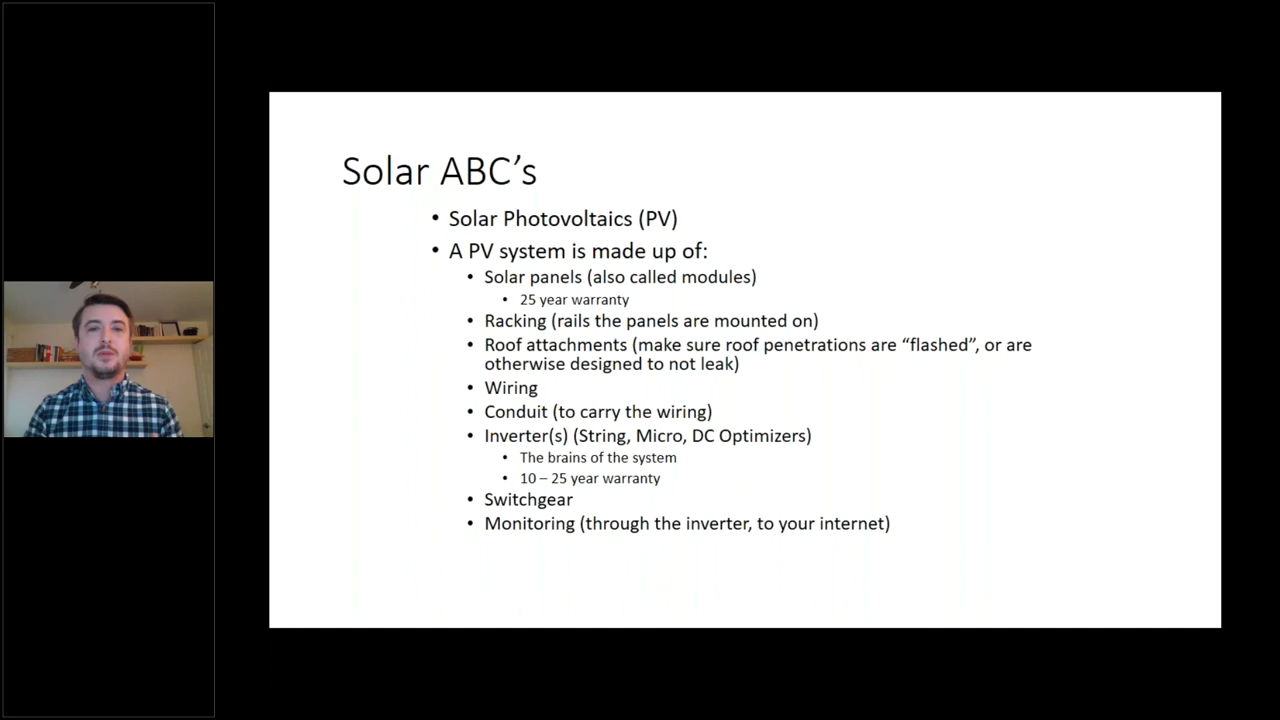 Solar ABC’s
• Solar Photovoltaics (PV)
• A PV system is made up of:
• Solar panels (also called modules)
• 25 year warranty
• Racking (rails the panels are mounted on)
• Roof attachments (make sure roof penetrations are “flashed”, or are
otherwise designed to not leak)
• Wiring
• Conduit (to carry the wiring)
• Inverter(s) (String, Micro, DC Optimizers)
• The brains of the system
• 10 – 25 year warranty
• Switchgear
• Monitoring (through the inverter, to your internet)